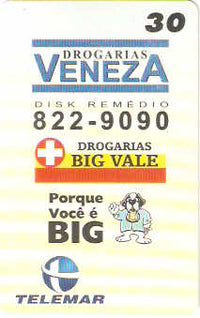 30
DROGARIAS
VENEZA
DISK REMÉDIO
822-9090
DROGARIAS
BIG VALE
Porque
Você é
BIG
TELEMAR